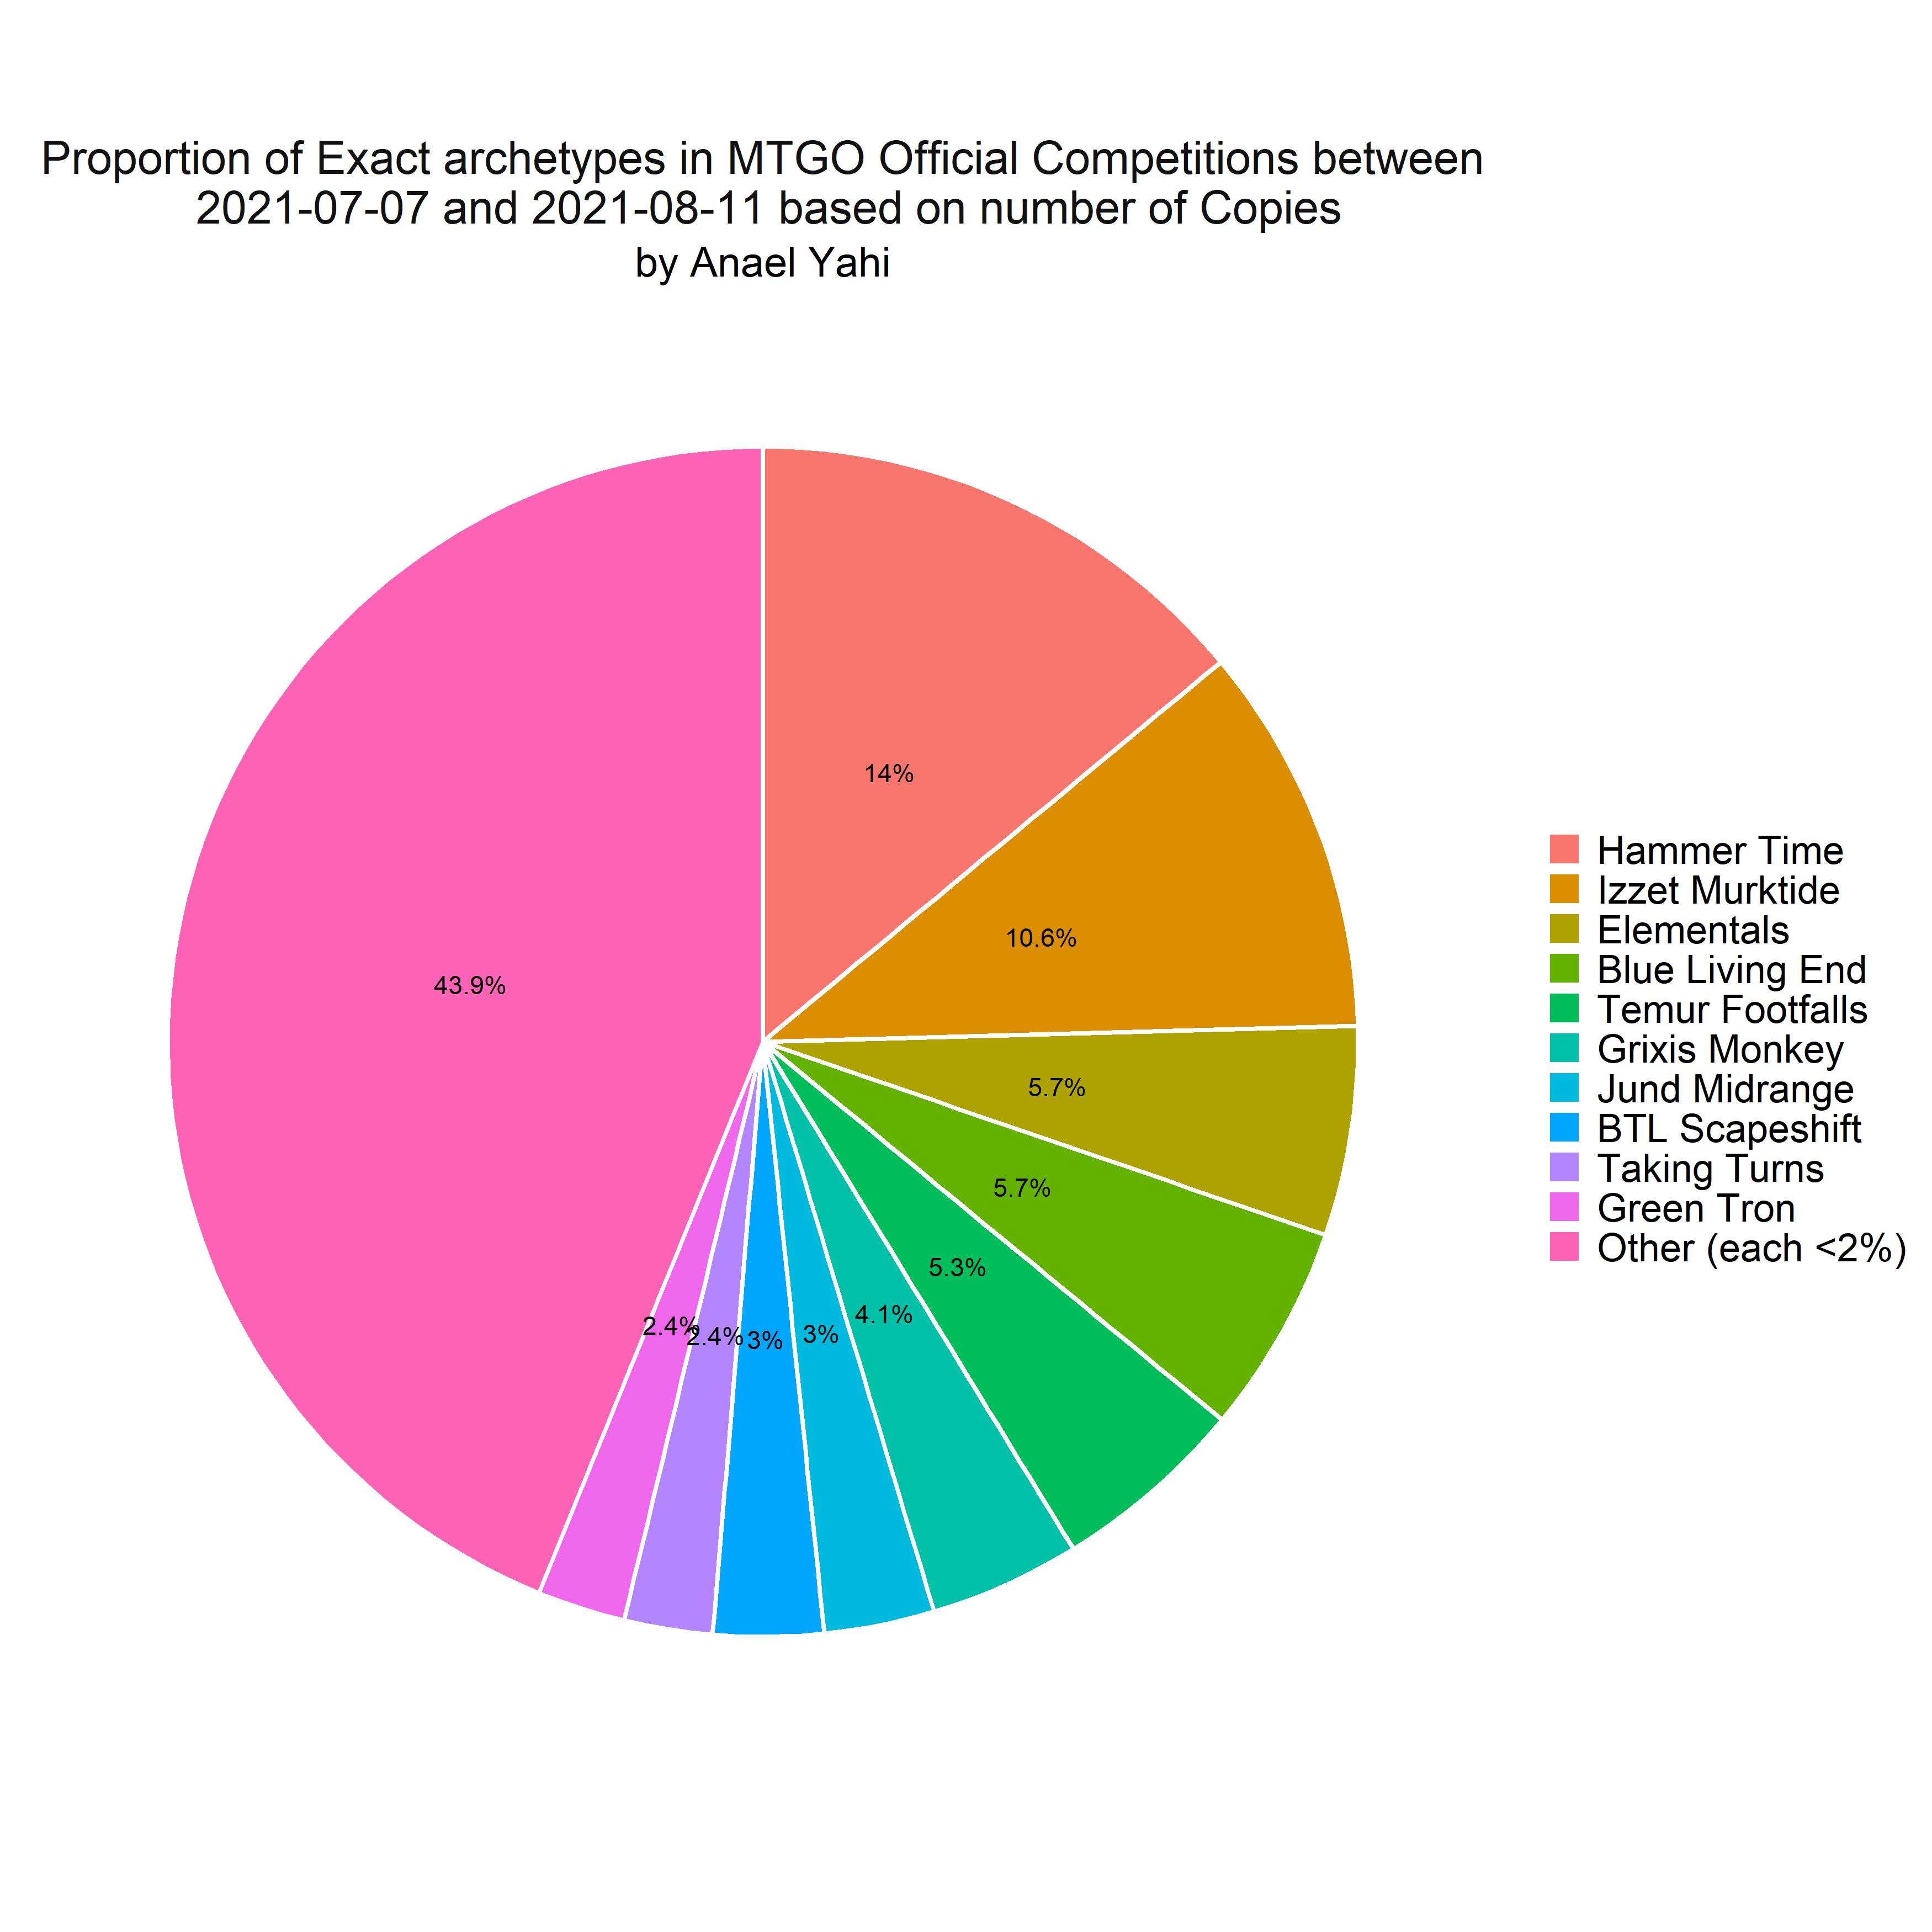 Proportion of Exact archetypes in MTGO Official Competitions between
2021-07-07 and 2021-08-11 based on number of Copies
by Anael Yahi
14%
10.6%
43.9%
5.7%
5.7%
5.3%
4.1%
3%
3%
2.4%
2.4%
Hammer Time
Izzet Murktide
Elementals
Blue Living End
Temur Footfalls
Grixis Monkey
Jund Midrange
BTL Scapeshift
Taking Turns
Green Tron
Other (each <2%)